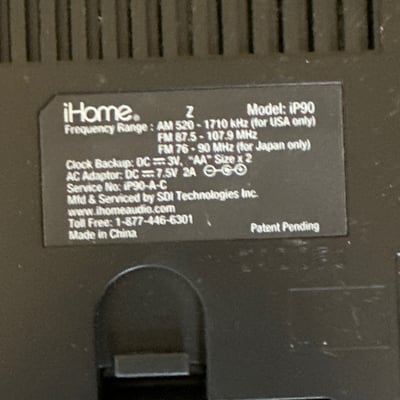 iHome® Z Model: iP90
Frequency Range : AM 520 - 1710 kHz (for USA only)
FM 87.5 - 107.9 MHz
FM 76 - 90 MHz (for Japan only)
Clock Backup: DC ⎓ 3V, "AA" Size x 2
AC Adaptor: DC ⎓ 7.5V 2A
Service No: iP90-A-C
Mfd & Serviced by SDI Technologies Inc.
www.ihomeaudio.com
Toll Free: 1-877-446-6301
Made in China Patent Pending